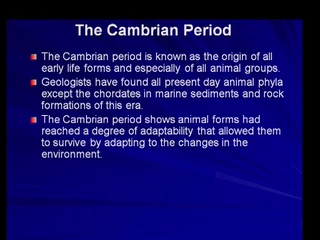 The Cambrian Period
The Cambrian period is known as the origin of all
early life forms and especially of all animal groups.
Geologists have found all present day animal phyla
except the chordates in marine sediments and rock
formations of this era.
The Cambrian period shows animal forms had
reached a degree of adaptability that allowed them
to survive by adapting to the changes in the
environment.